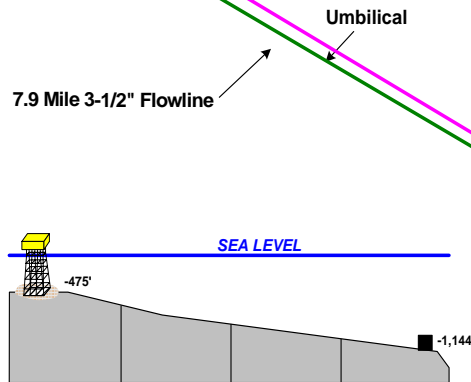 Umbilical
7.9 Mile 3-1/2" Flowline
SEA LEVEL
-475'
-1,144